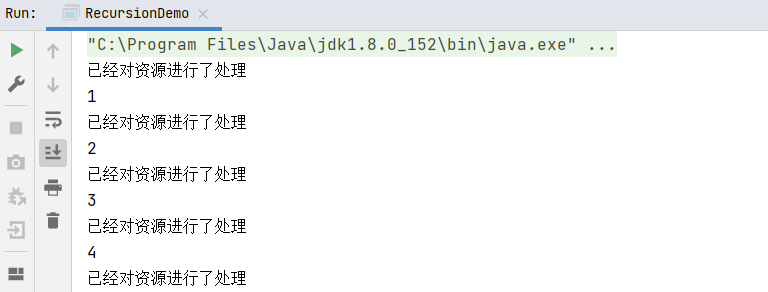 Run: RecursionDemo
"C:\Program Files\Java\jdk1.8.0_152\bin\java.exe" ...
已经对资源进行了处理
1
已经对资源进行了处理
2
已经对资源进行了处理
3
已经对资源进行了处理
4
已经对资源进行了处理